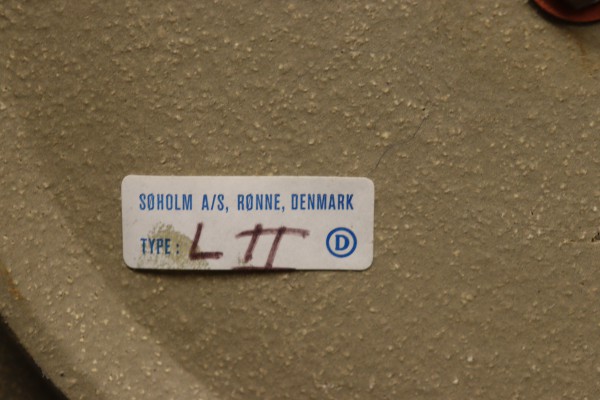 SØHOLM A/S, RØNNE, DENMARK
TYPE: L II D